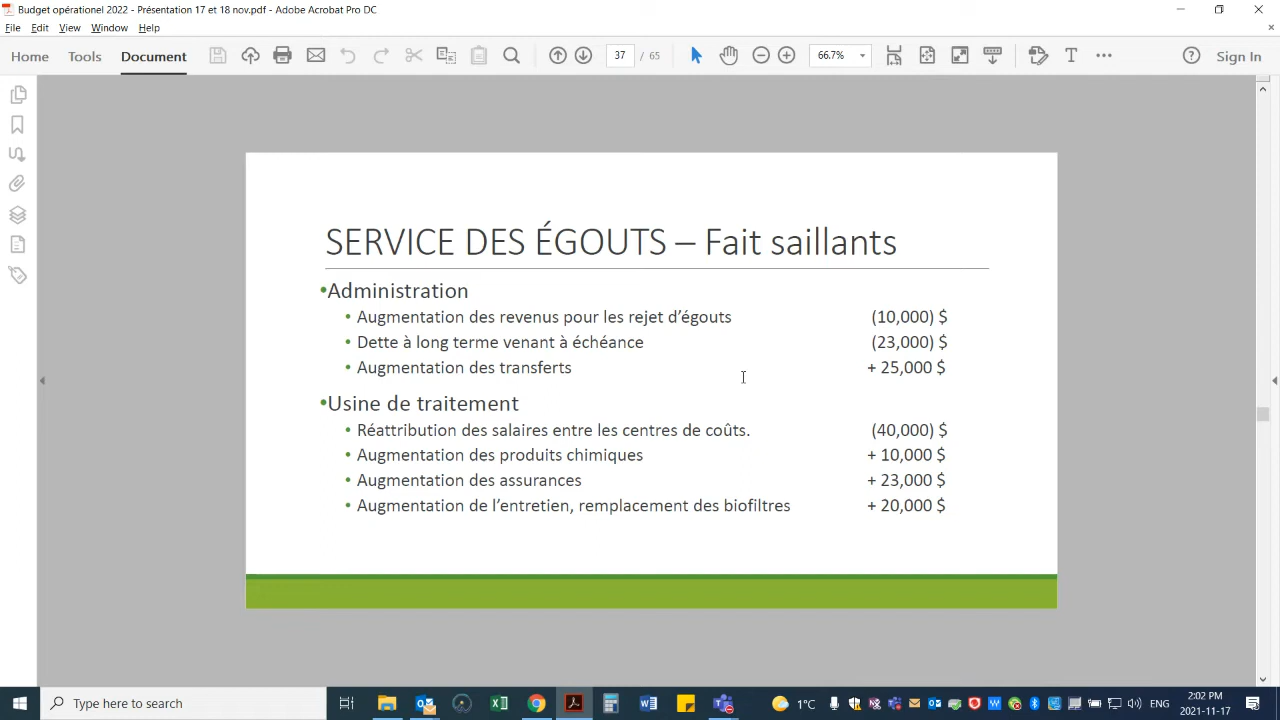 Budget opérationel 2022 - Présentation 17 et 18 nov.pdf - Adobe Acrobat Pro DC
File Edit View Window Help
Home Tools Document 37 / 65 66.7% Sign In
SERVICE DES ÉGOUTS – Fait saillants
•Administration
• Augmentation des revenus pour les rejet d’égouts (10,000) $
• Dette à long terme venant à échéance (23,000) $
• Augmentation des transferts + 25,000 $
•Usine de traitement
• Réattribution des salaires entre les centres de coûts. (40,000) $
• Augmentation des produits chimiques + 10,000 $
• Augmentation des assurances + 23,000 $
• Augmentation de l’entretien, remplacement des biofiltres + 20,000 $
Type here to search 1°C ENG 2:02 PM
2021-11-17